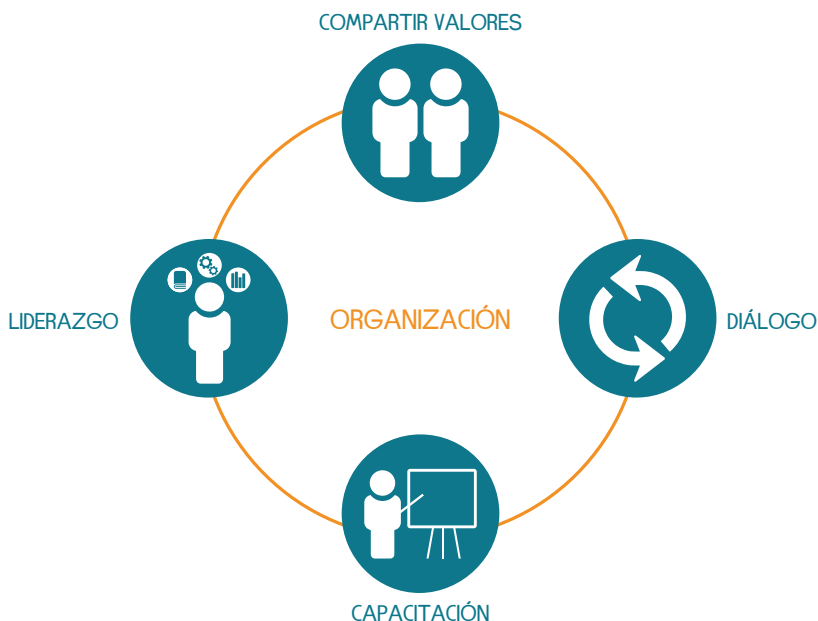 COMPARTIR VALORES
LIDERAZGO
ORGANIZACIÓN
DIÁLOGO
CAPACITACIÓN